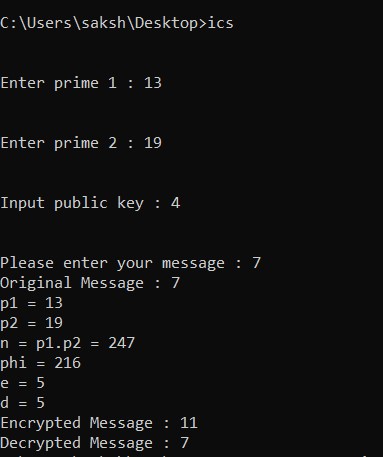 C:\Users\saksh\Desktop>ics
Enter prime 1 : 13
Enter prime 2 : 19
Input public key : 4
Please enter your message : 7
Original Message : 7
p1 = 13
p2 = 19
n = p1.p2 = 247
phi = 216
e = 5
d = 5
Encrypted Message : 11
Decrypted Message : 7